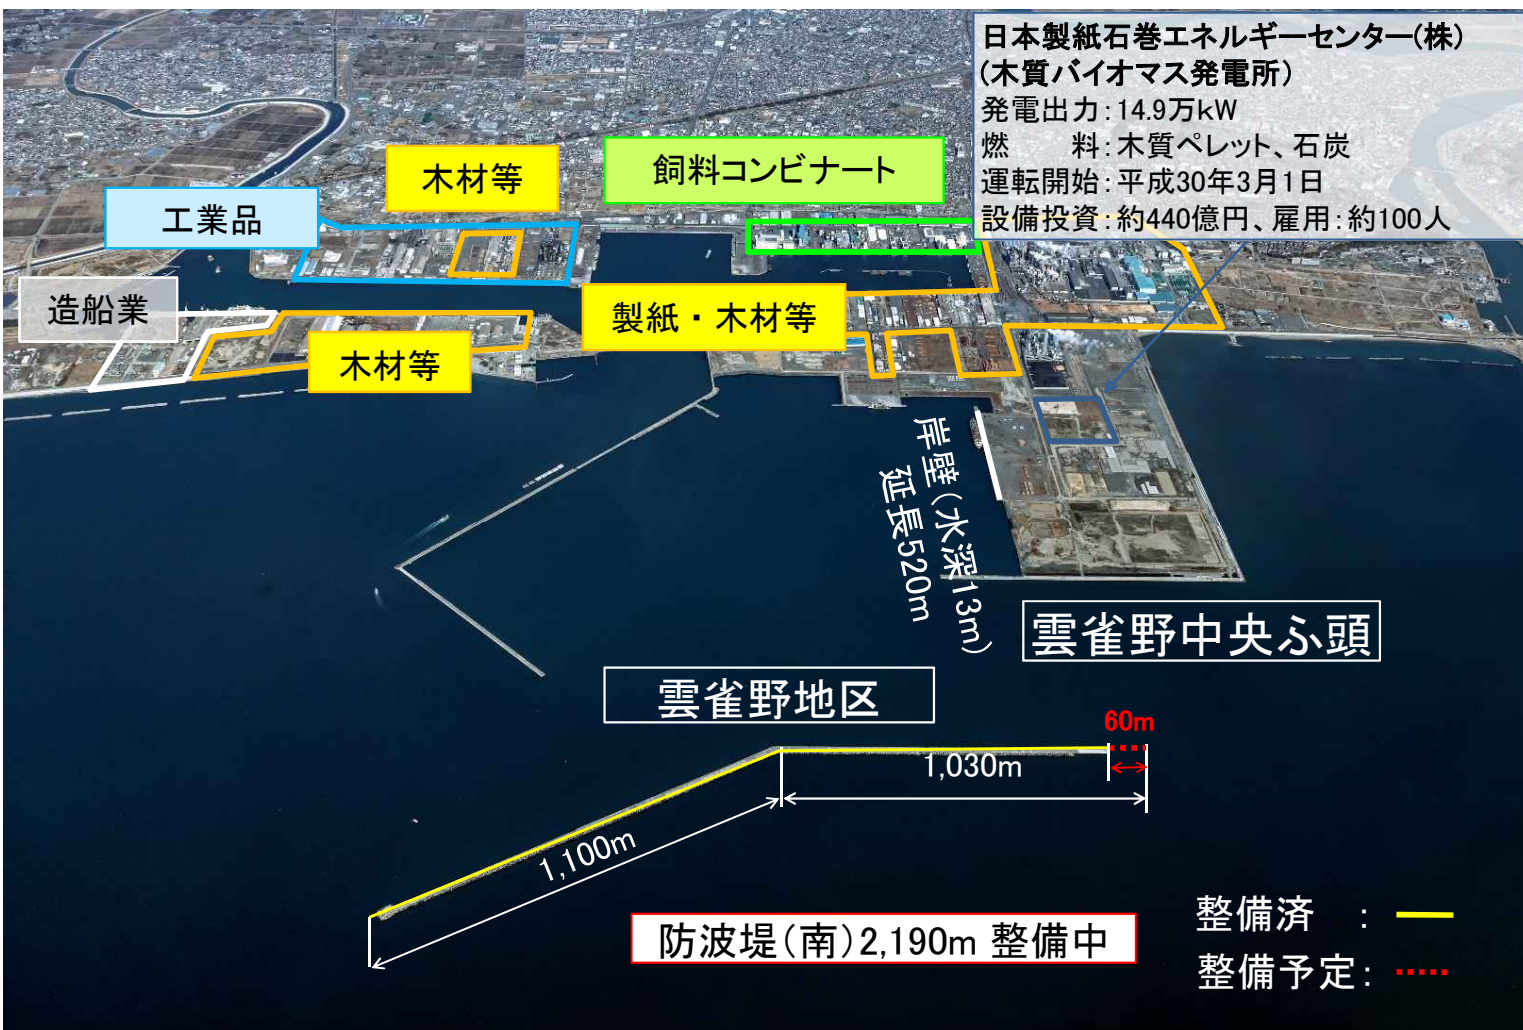 日本製紙石巻エネルギーセンター(株)
(木質バイオマス発電所)
発電出力：14.9万kW
燃　　料：木質ペレット、石炭
運転開始：平成30年3月1日
設備投資：約440億円、雇用：約100人
木材等
飼料コンビナート
工業品
造船業
製紙・木材等
木材等
岸壁(水深13m)
延長520m
雲雀野中央ふ頭
雲雀野地区
60m
1,030m
1,100m
防波堤(南)2,190m 整備中
整備済　：
整備予定：